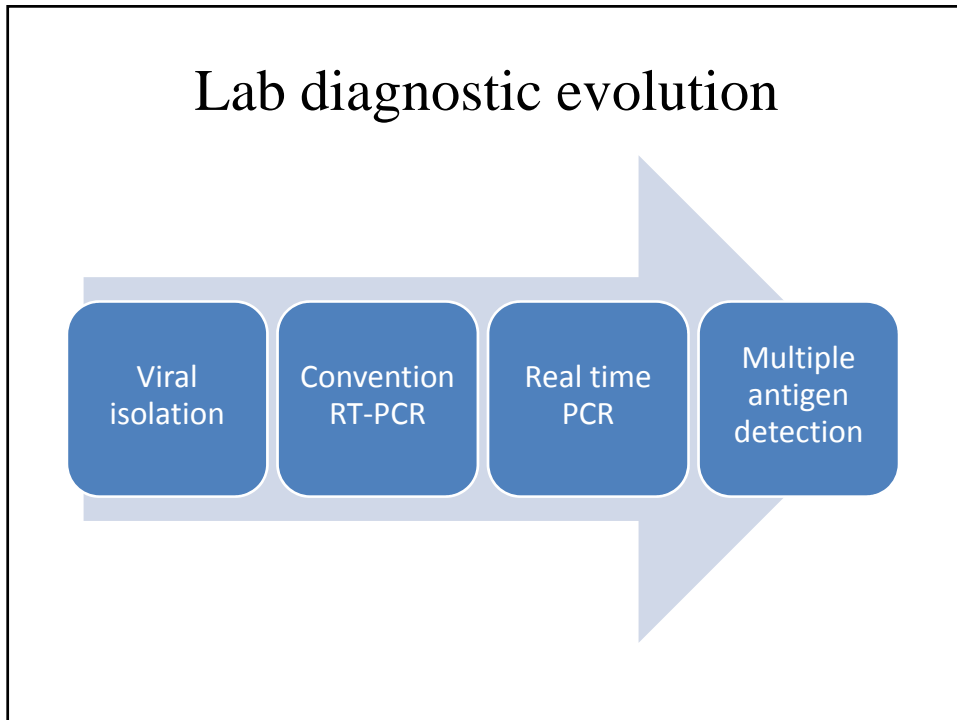 Lab diagnostic evolution
Viral
isolation
Convention
RT-PCR
Real time
PCR
Multiple
antigen
detection